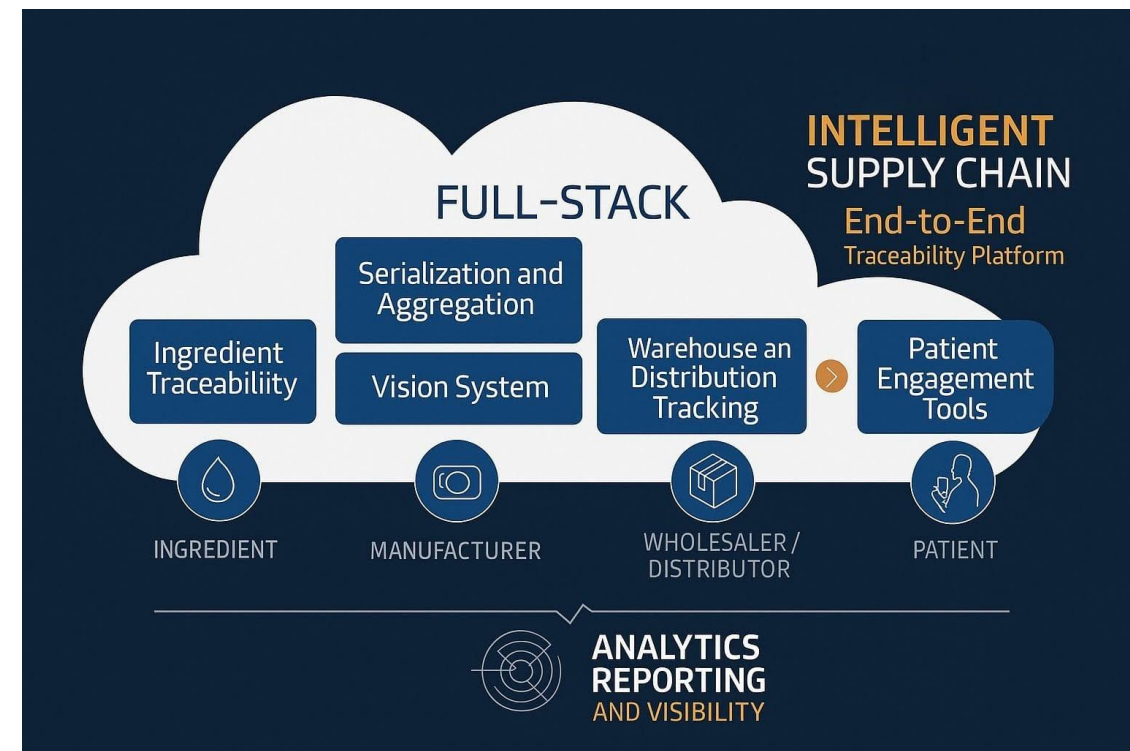 INTELLIGENT
SUPPLY CHAIN
End-to-End
Traceability Platform
FULL-STACK
Serialization and
Aggregation
Ingredient
Traceabiliity
Vision System
Warehouse an
Distribution
Tracking
Patient
Engagement
Tools
INGREDIENT
MANUFACTURER
WHOLESALER /
DISTRIBUTOR
PATIENT
ANALYTICS
REPORTING
AND VISIBILITY